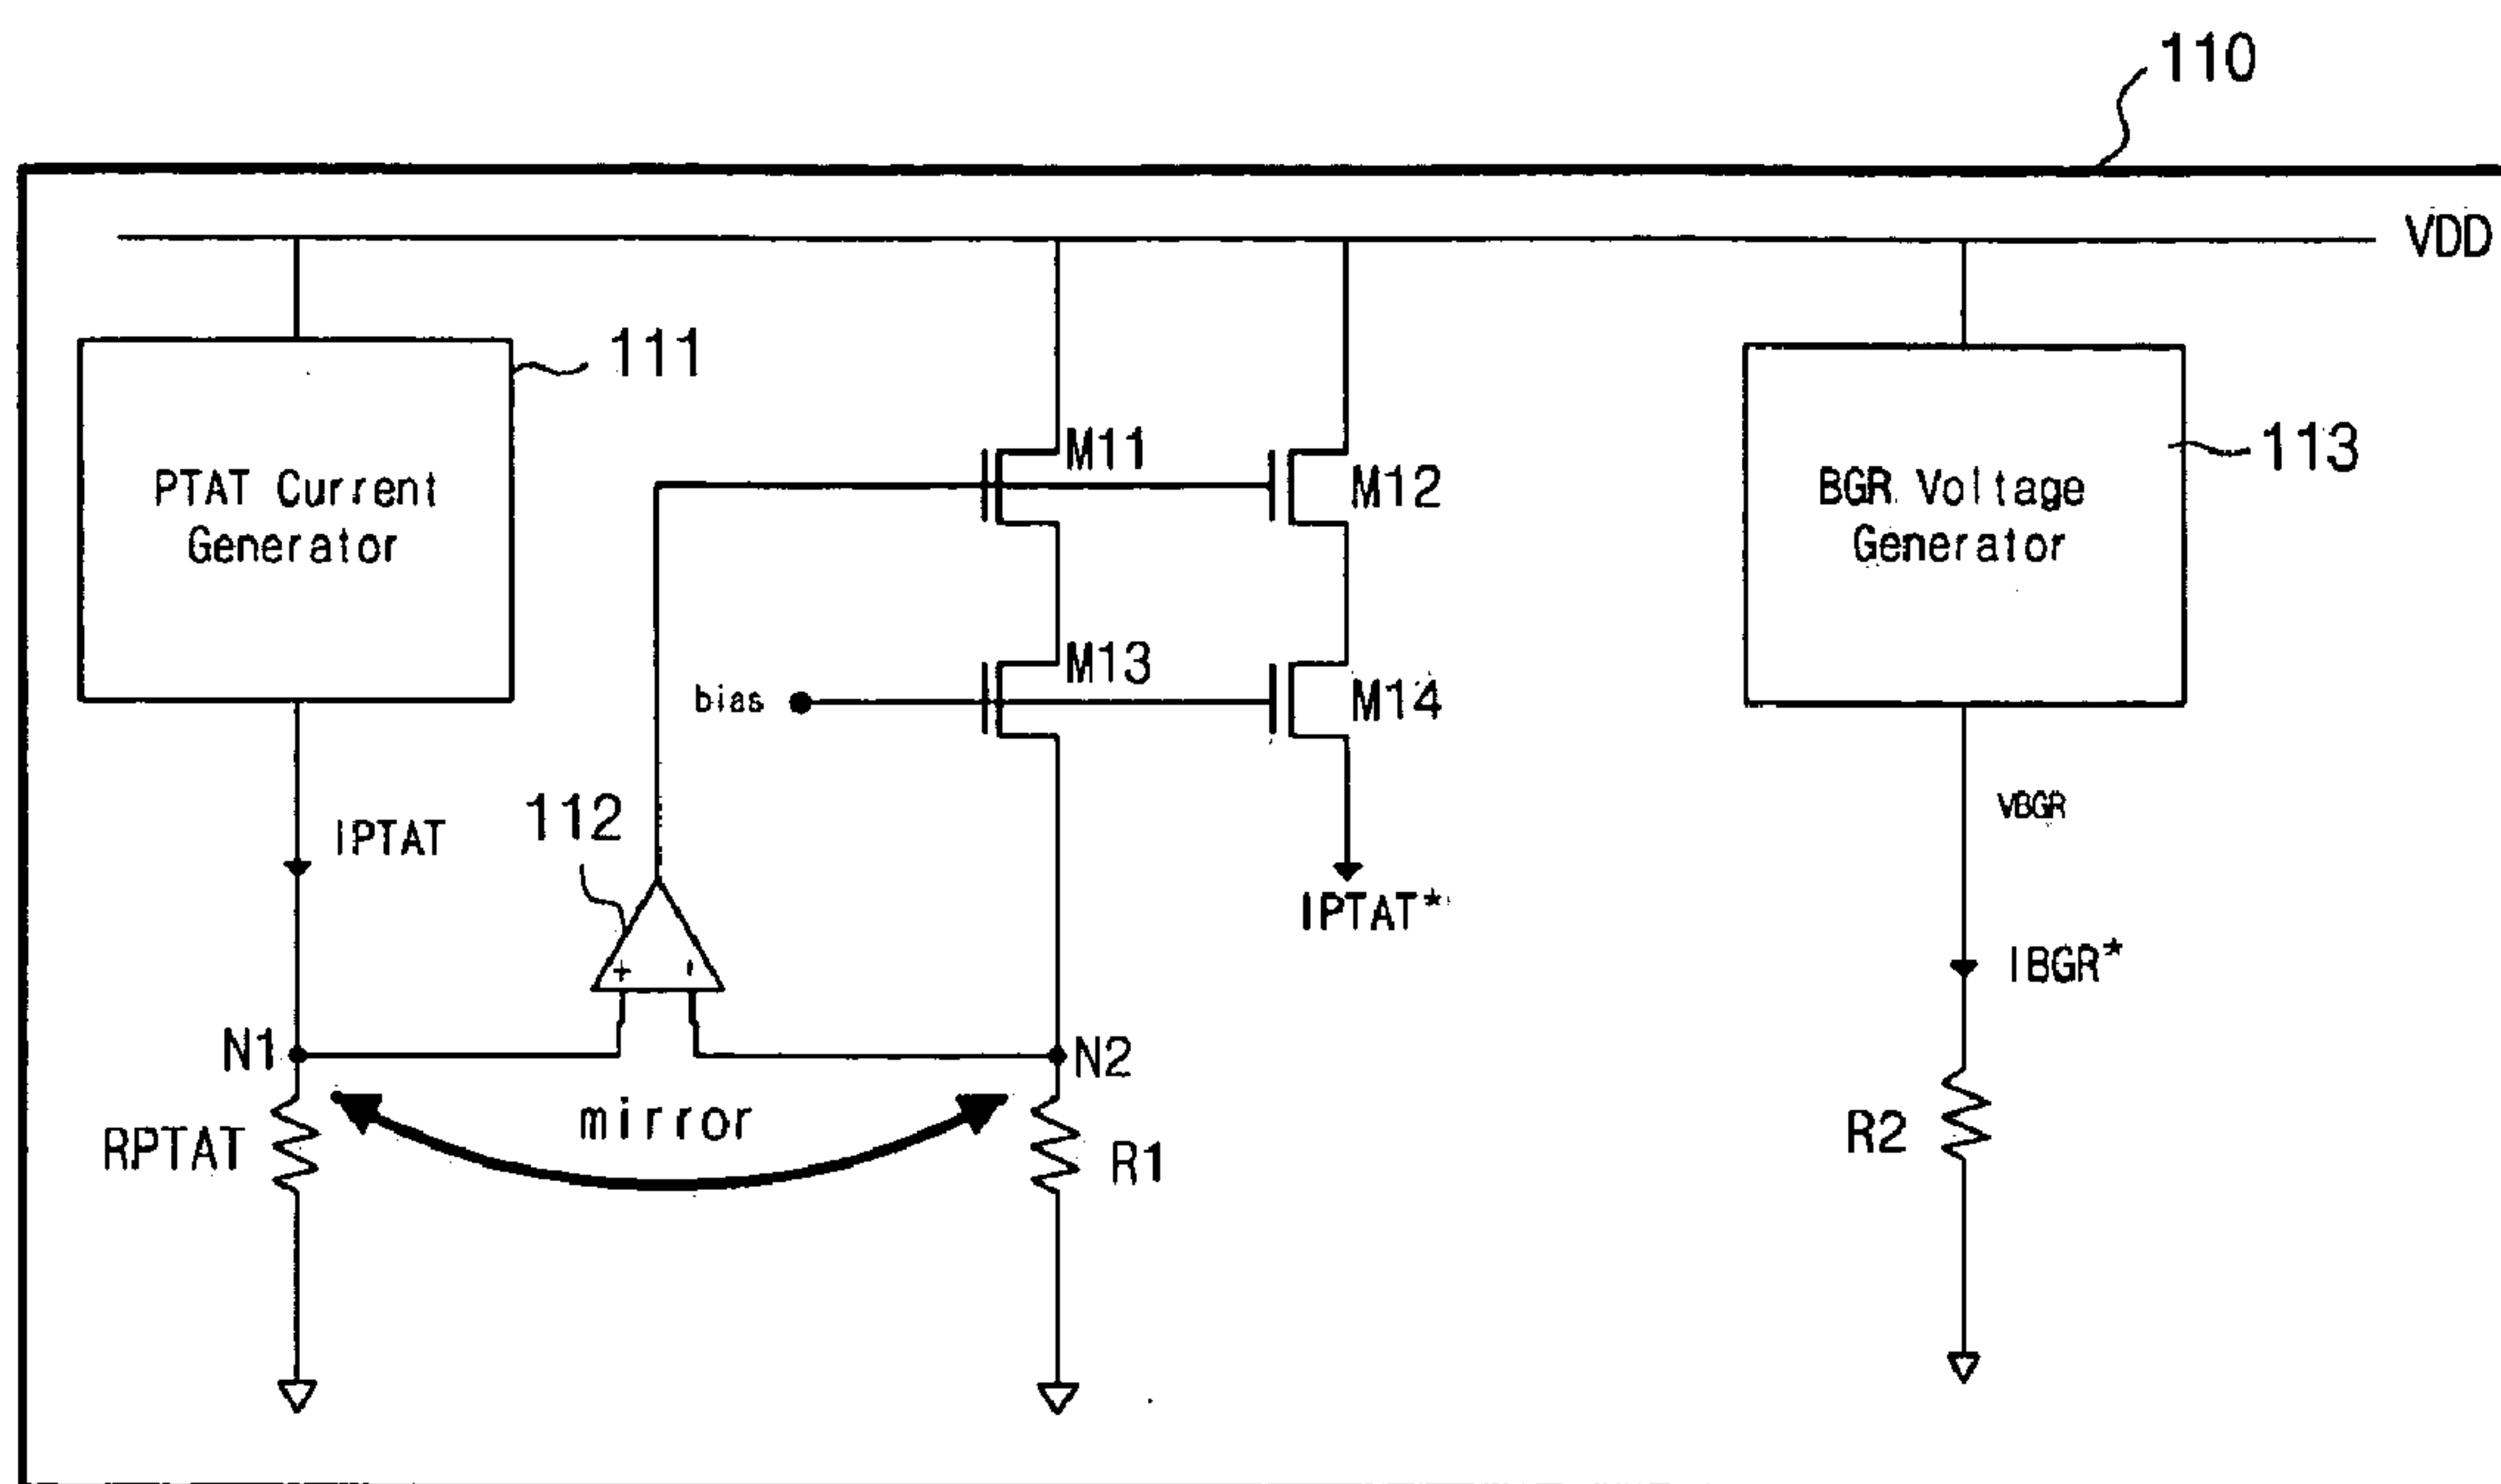 110
VDD
111
PTAT Current
Generator
M11
M12
BGR Voltage
Generator
113
M13
bias
M14
IPTAT
112
VBGR
IPTAT*
+ -
IBGR*
N1
N2
mirror
RPTAT
R1
R2